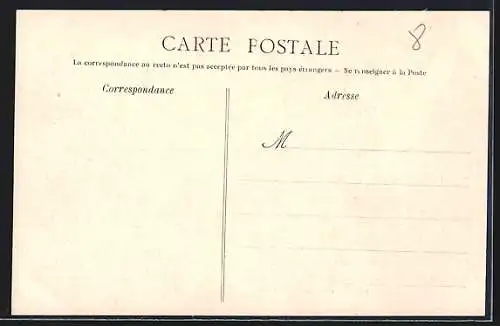 8
CARTE POSTALE
La correspondance au recto n'est pas acceptée par tous les pays étrangers - Se renseigner à la Poste
Correspondance
Adresse
M